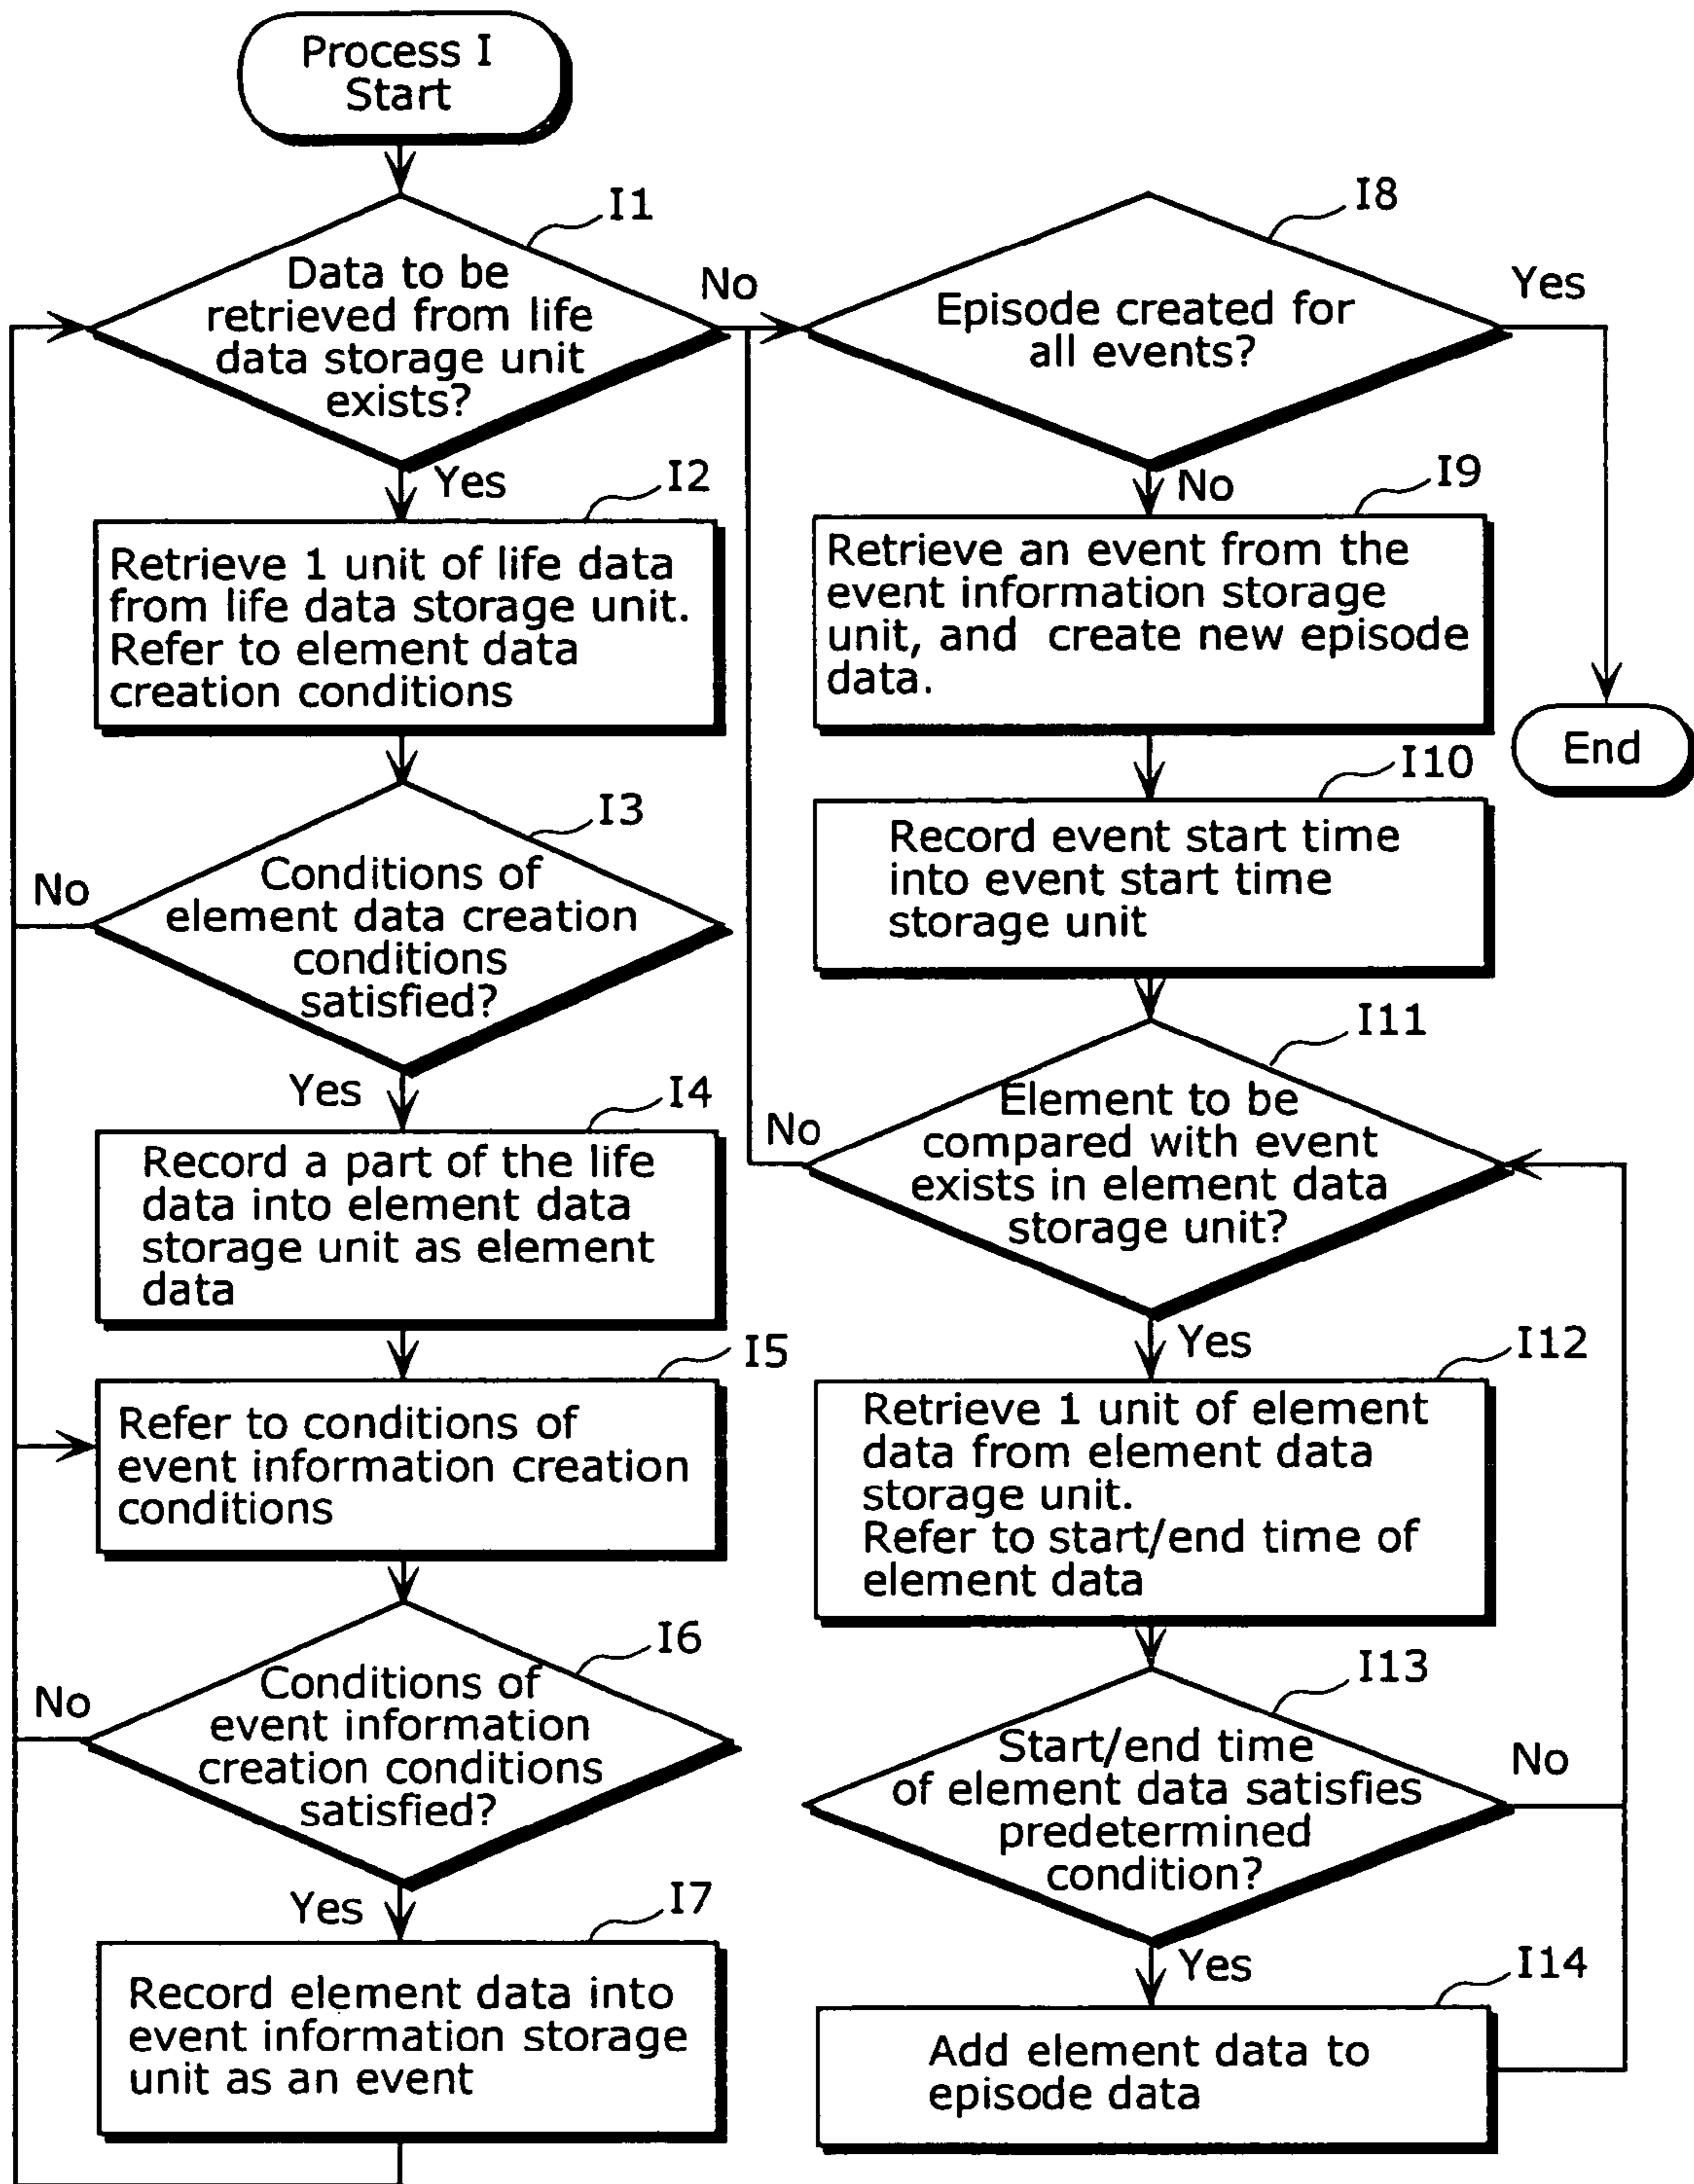 Process I
Start
I1
Data to be
retrieved from life
data storage unit
exists?
No
Yes
I2
Retrieve 1 unit of life data
from life data storage unit.
Refer to element data
creation conditions
I3
Conditions of
element data creation
conditions
satisfied?
No
Yes
I4
Record a part of the life
data into element data
storage unit as element
data
I5
Refer to conditions of
event information creation
conditions
I6
Conditions of
event information
creation conditions
satisfied?
No
Yes
I7
Record element data into
event information storage
unit as an event
I8
Episode created for
all events?
Yes
No
End
I9
Retrieve an event from the
event information storage
unit, and create new episode
data.
I10
Record event start time
into event start time
storage unit
I11
Element to be
compared with event
exists in element data
storage unit?
No
Yes
I12
Retrieve 1 unit of element
data from element data
storage unit.
Refer to start/end time of
element data
I13
Start/end time
of element data satisfies
predetermined
condition?
No
Yes
I14
Add element data to
episode data